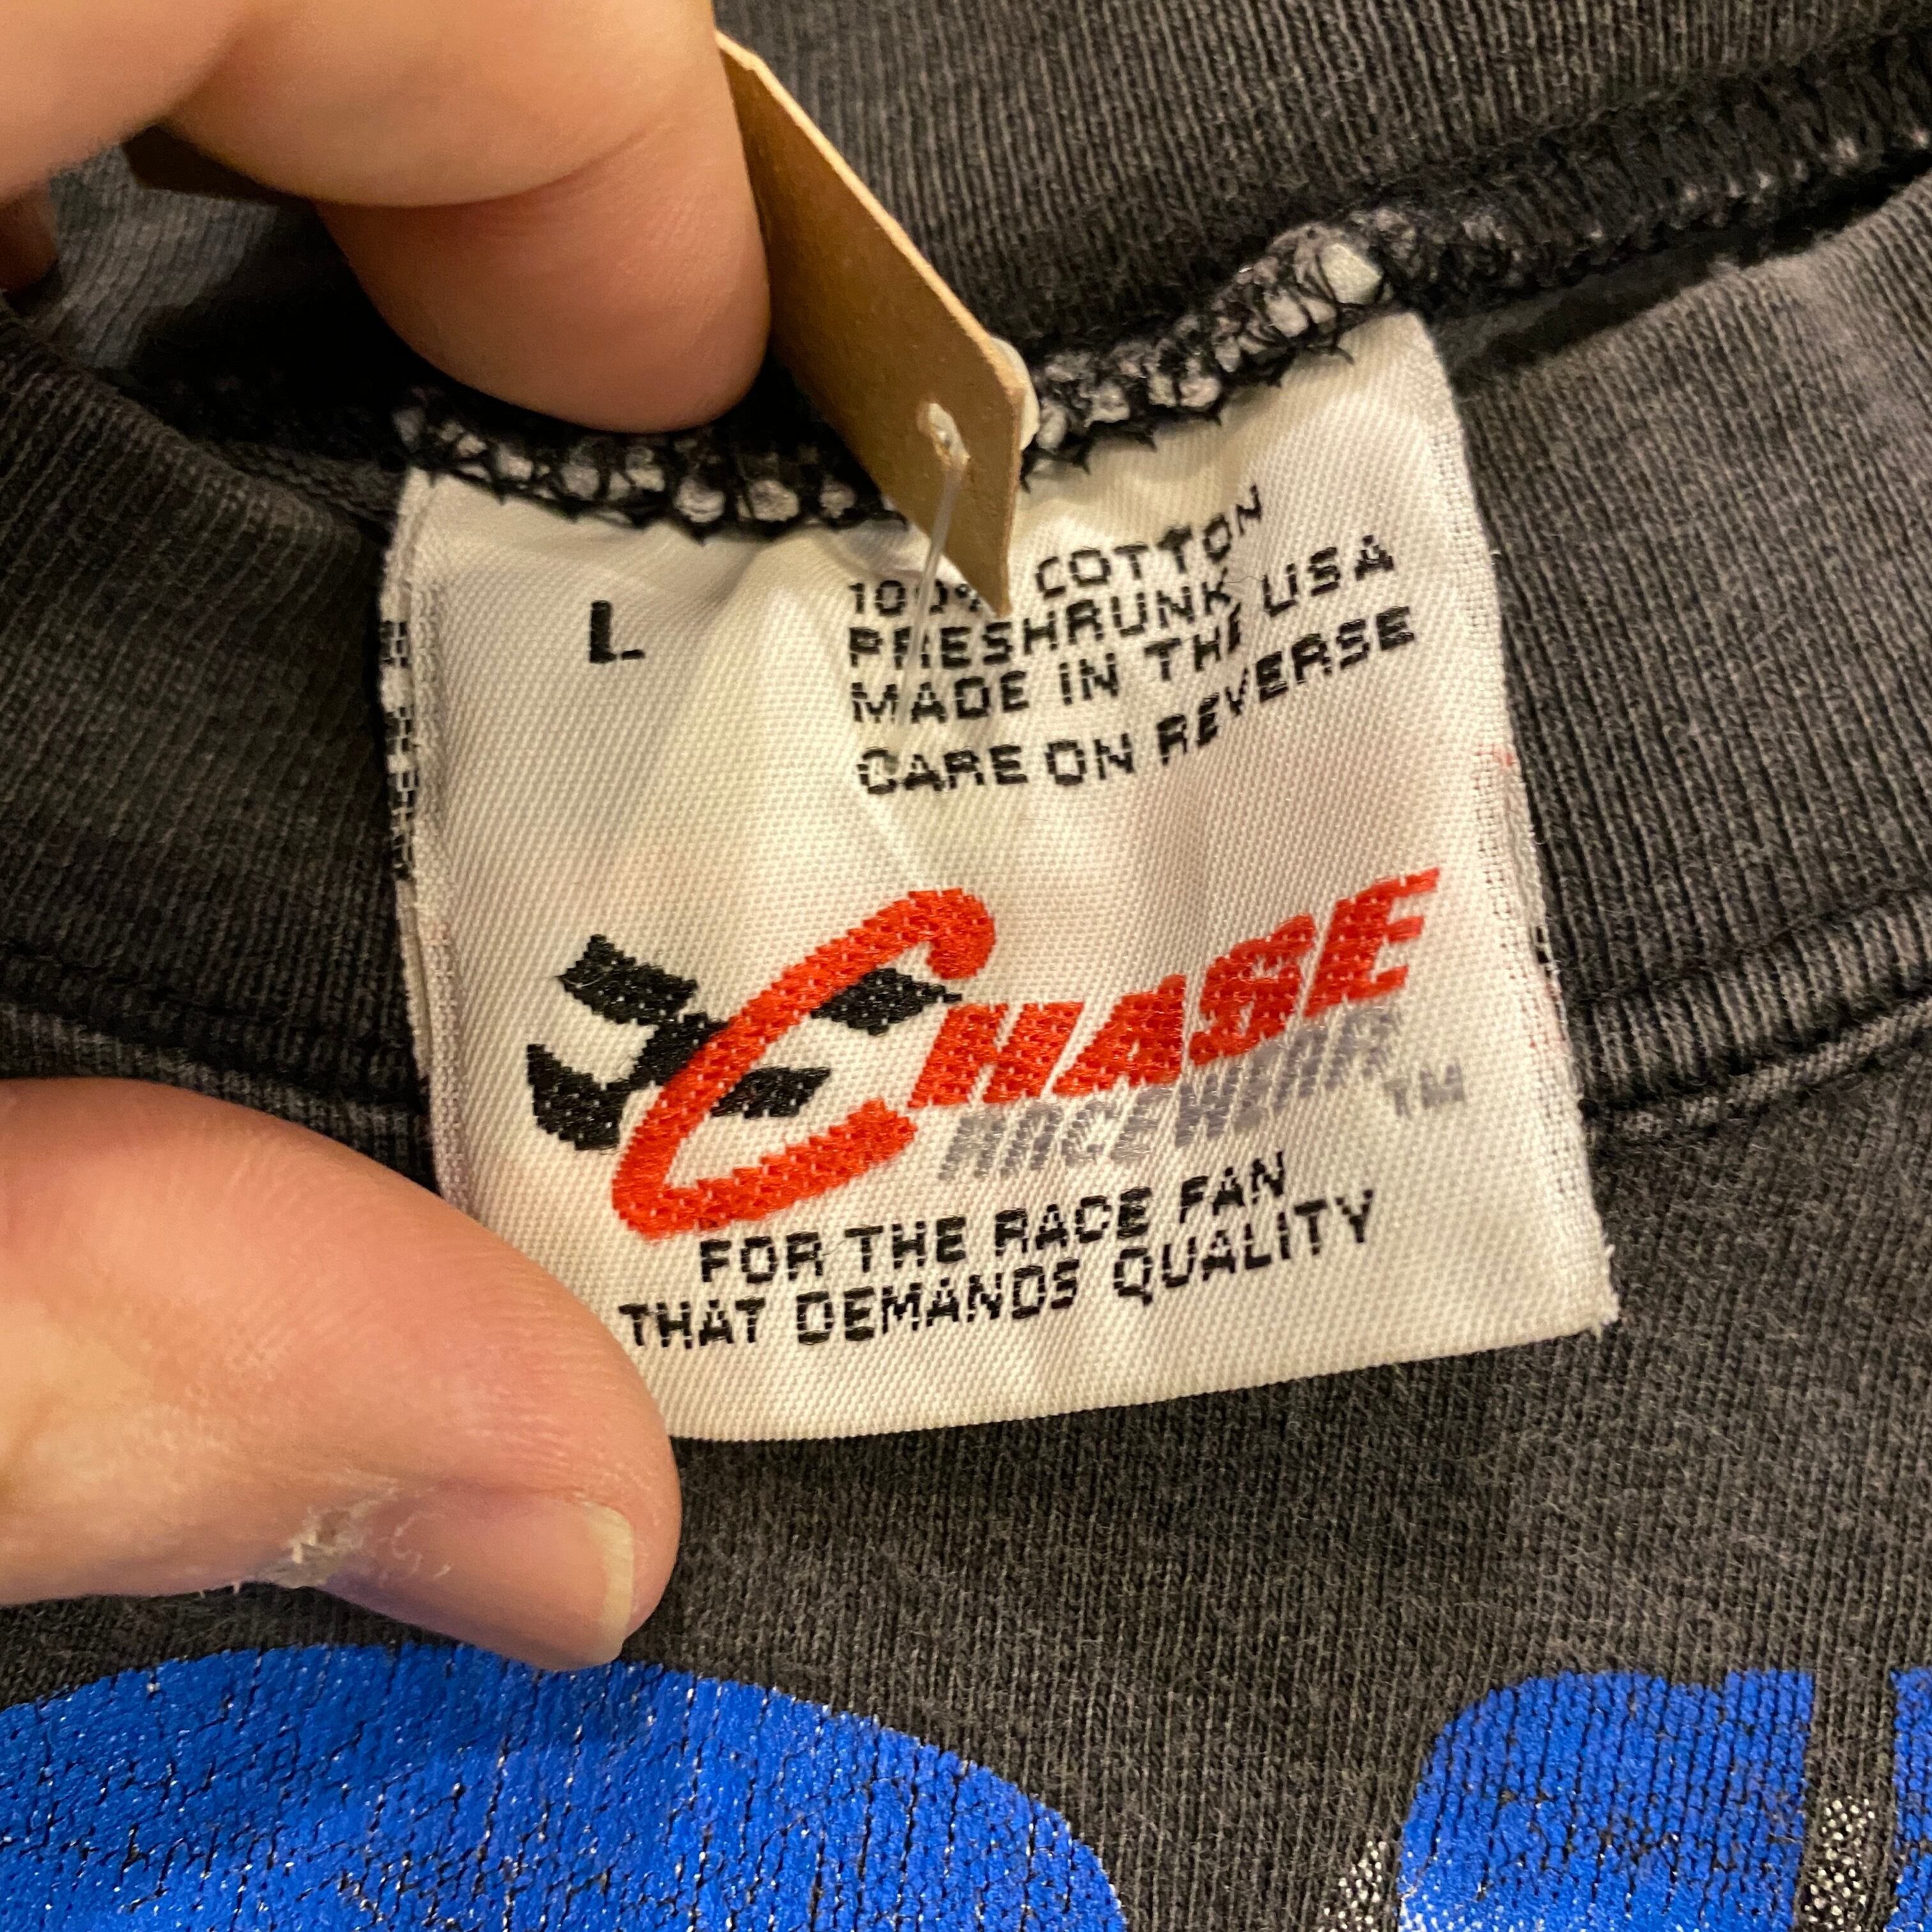 L
100% COTTON
PRESHRUNK
MADE IN THE USA
CARE ON REVERSE
CHASE
RACEWEAR
TM
FOR THE RACE FAN
THAT DEMANDS QUALITY